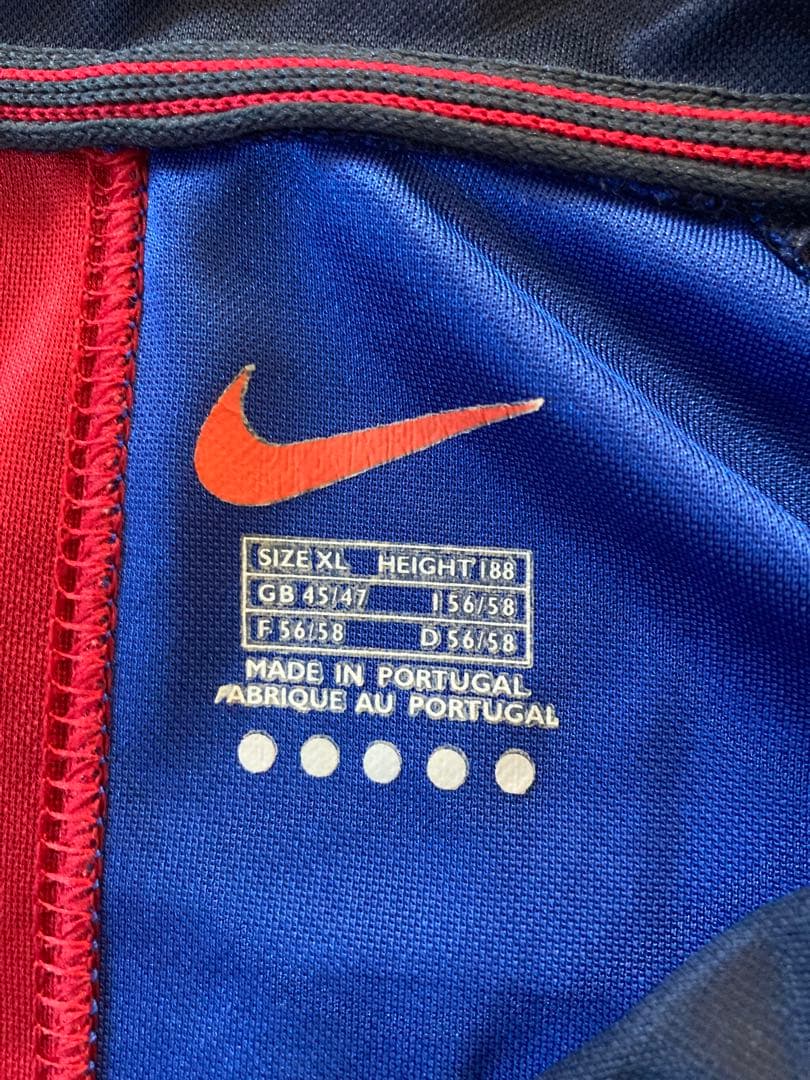 SIZE XL HEIGHT 188
GB 45/47 I 56/58
F 56/58 D 56/58
MADE IN PORTUGAL
FABRIQUE AU PORTUGAL